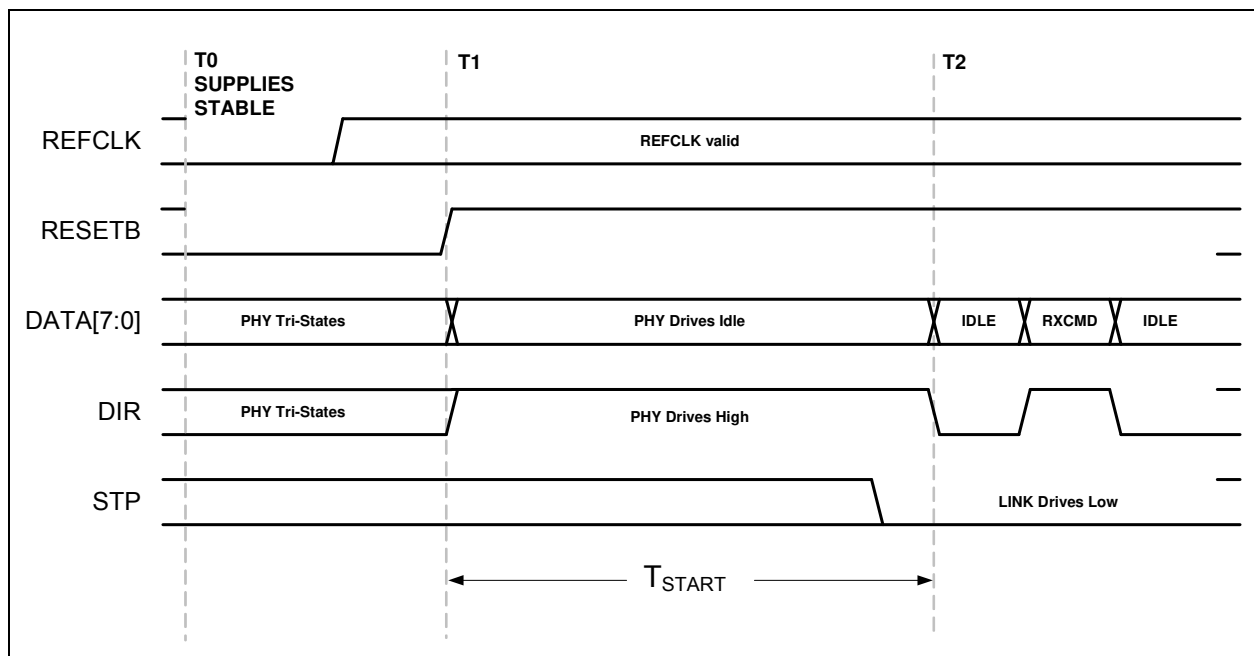 T0
SUPPLIES
STABLE
T1
T2
REFCLK
REFCLK valid
RESETB
DATA[7:0]
PHY Tri-States
PHY Drives Idle
IDLE
RXCMD
IDLE
DIR
PHY Tri-States
PHY Drives High
STP
LINK Drives Low
TSTART